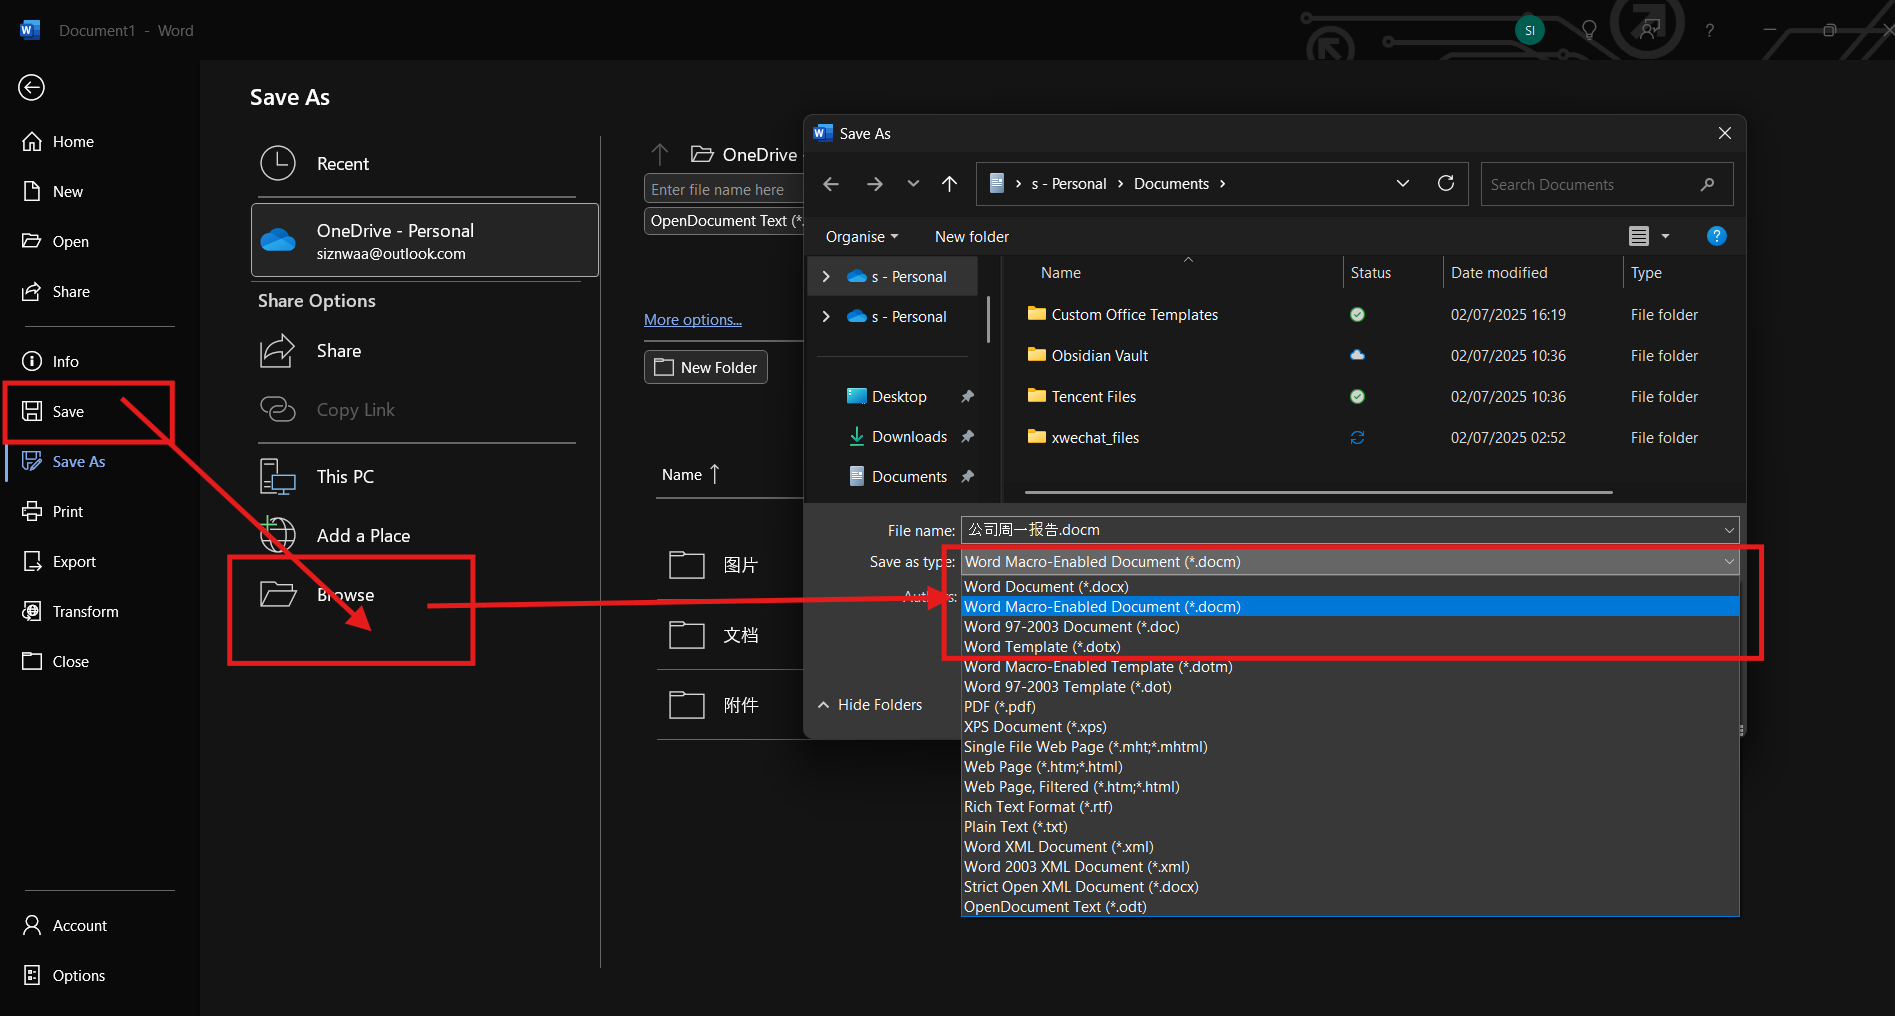 Document1 - Word
SI
?
Home
New
Open
Share
Info
Save
Save As
Print
Export
Transform
Close
Account
Options
Save As
Recent
OneDrive - Personal
siznwaa@outlook.com
Share Options
Share
Copy Link
This PC
Add a Place
Browse
OneDrive
Enter file name here
OpenDocument Text (*.
More options...
New Folder
Name ↑
图片
文档
附件
Save As
s - Personal > Documents >
Search Documents
Organise
New folder
?
s - Personal
s - Personal
Desktop
Downloads
Documents
Name Status Date modified Type
Custom Office Templates 02/07/2025 16:19 File folder
Obsidian Vault 02/07/2025 10:36 File folder
Tencent Files 02/07/2025 10:36 File folder
xwechat_files 02/07/2025 02:52 File folder
File name: 公司周一报告.docm
Save as type: Word Macro-Enabled Document (*.docm)
Word Document (*.docx)
Word Macro-Enabled Document (*.docm)
Word 97-2003 Document (*.doc)
Word Template (*.dotx)
Word Macro-Enabled Template (*.dotm)
Word 97-2003 Template (*.dot)
PDF (*.pdf)
XPS Document (*.xps)
Single File Web Page (*.mht;*.mhtml)
Web Page (*.htm;*.html)
Web Page, Filtered (*.htm;*.html)
Rich Text Format (*.rtf)
Plain Text (*.txt)
Word XML Document (*.xml)
Word 2003 XML Document (*.xml)
Strict Open XML Document (*.docx)
OpenDocument Text (*.odt)
Hide Folders